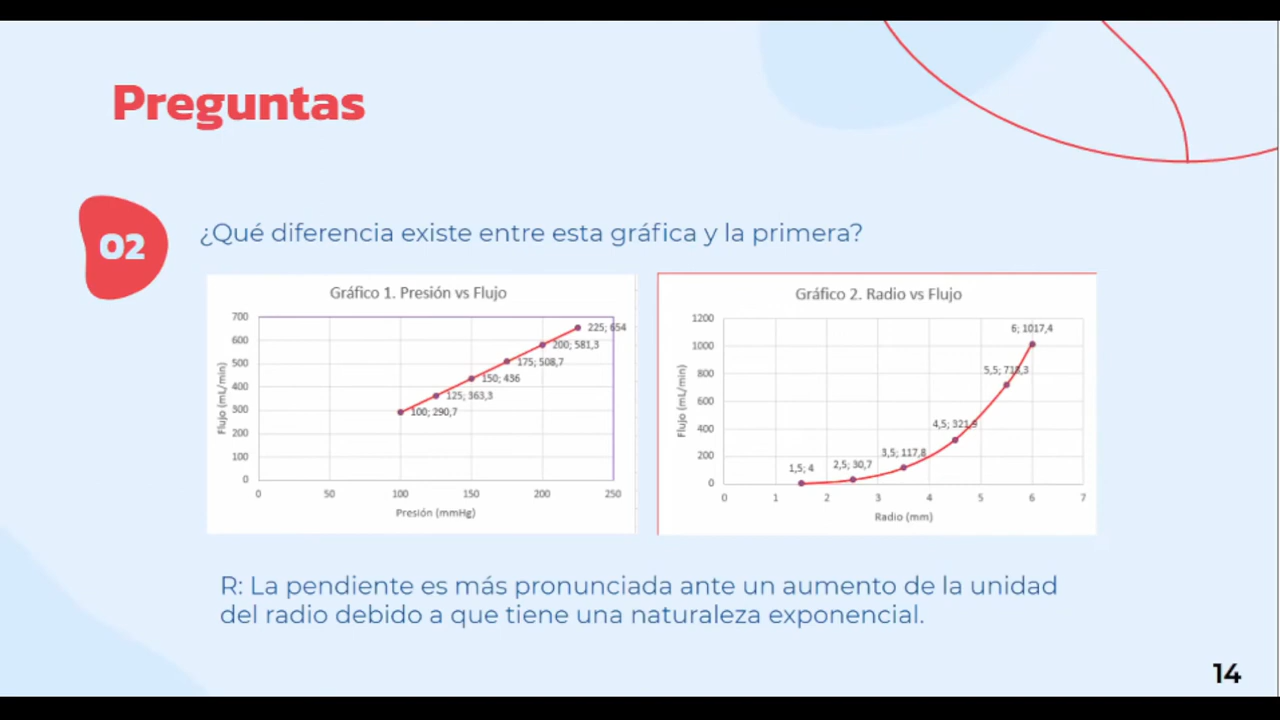 Preguntas
02
¿Qué diferencia existe entre esta gráfica y la primera?
Gráfico 1. Presión vs Flujo
700
600
500
400
300
200
100
0
Flujo (mL/min)
225; 654
200; 581,3
175; 508,7
150; 436
125; 363,3
100; 290,7
0 50 100 150 200 250
Presión (mmHg)
Gráfico 2. Radio vs Flujo
1200
1000
800
600
400
200
0
Flujo (mL/min)
6; 1017,4
5,5; 718,3
4,5; 321,9
3,5; 117,8
2,5; 30,7
1,5; 4
0 1 2 3 4 5 6 7
Radio (mm)
R: La pendiente es más pronunciada ante un aumento de la unidad
del radio debido a que tiene una naturaleza exponencial.
14